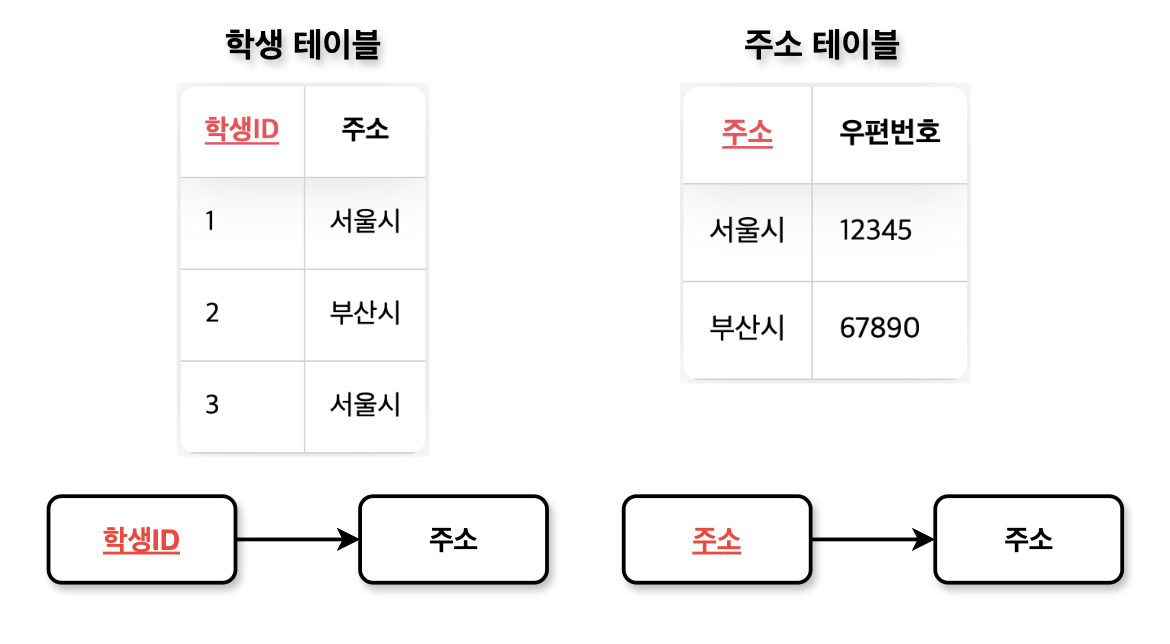 학생 테이블
학생ID 주소
1 서울시
2 부산시
3 서울시
주소 테이블
주소 우편번호
서울시 12345
부산시 67890
학생ID 주소
주소 주소